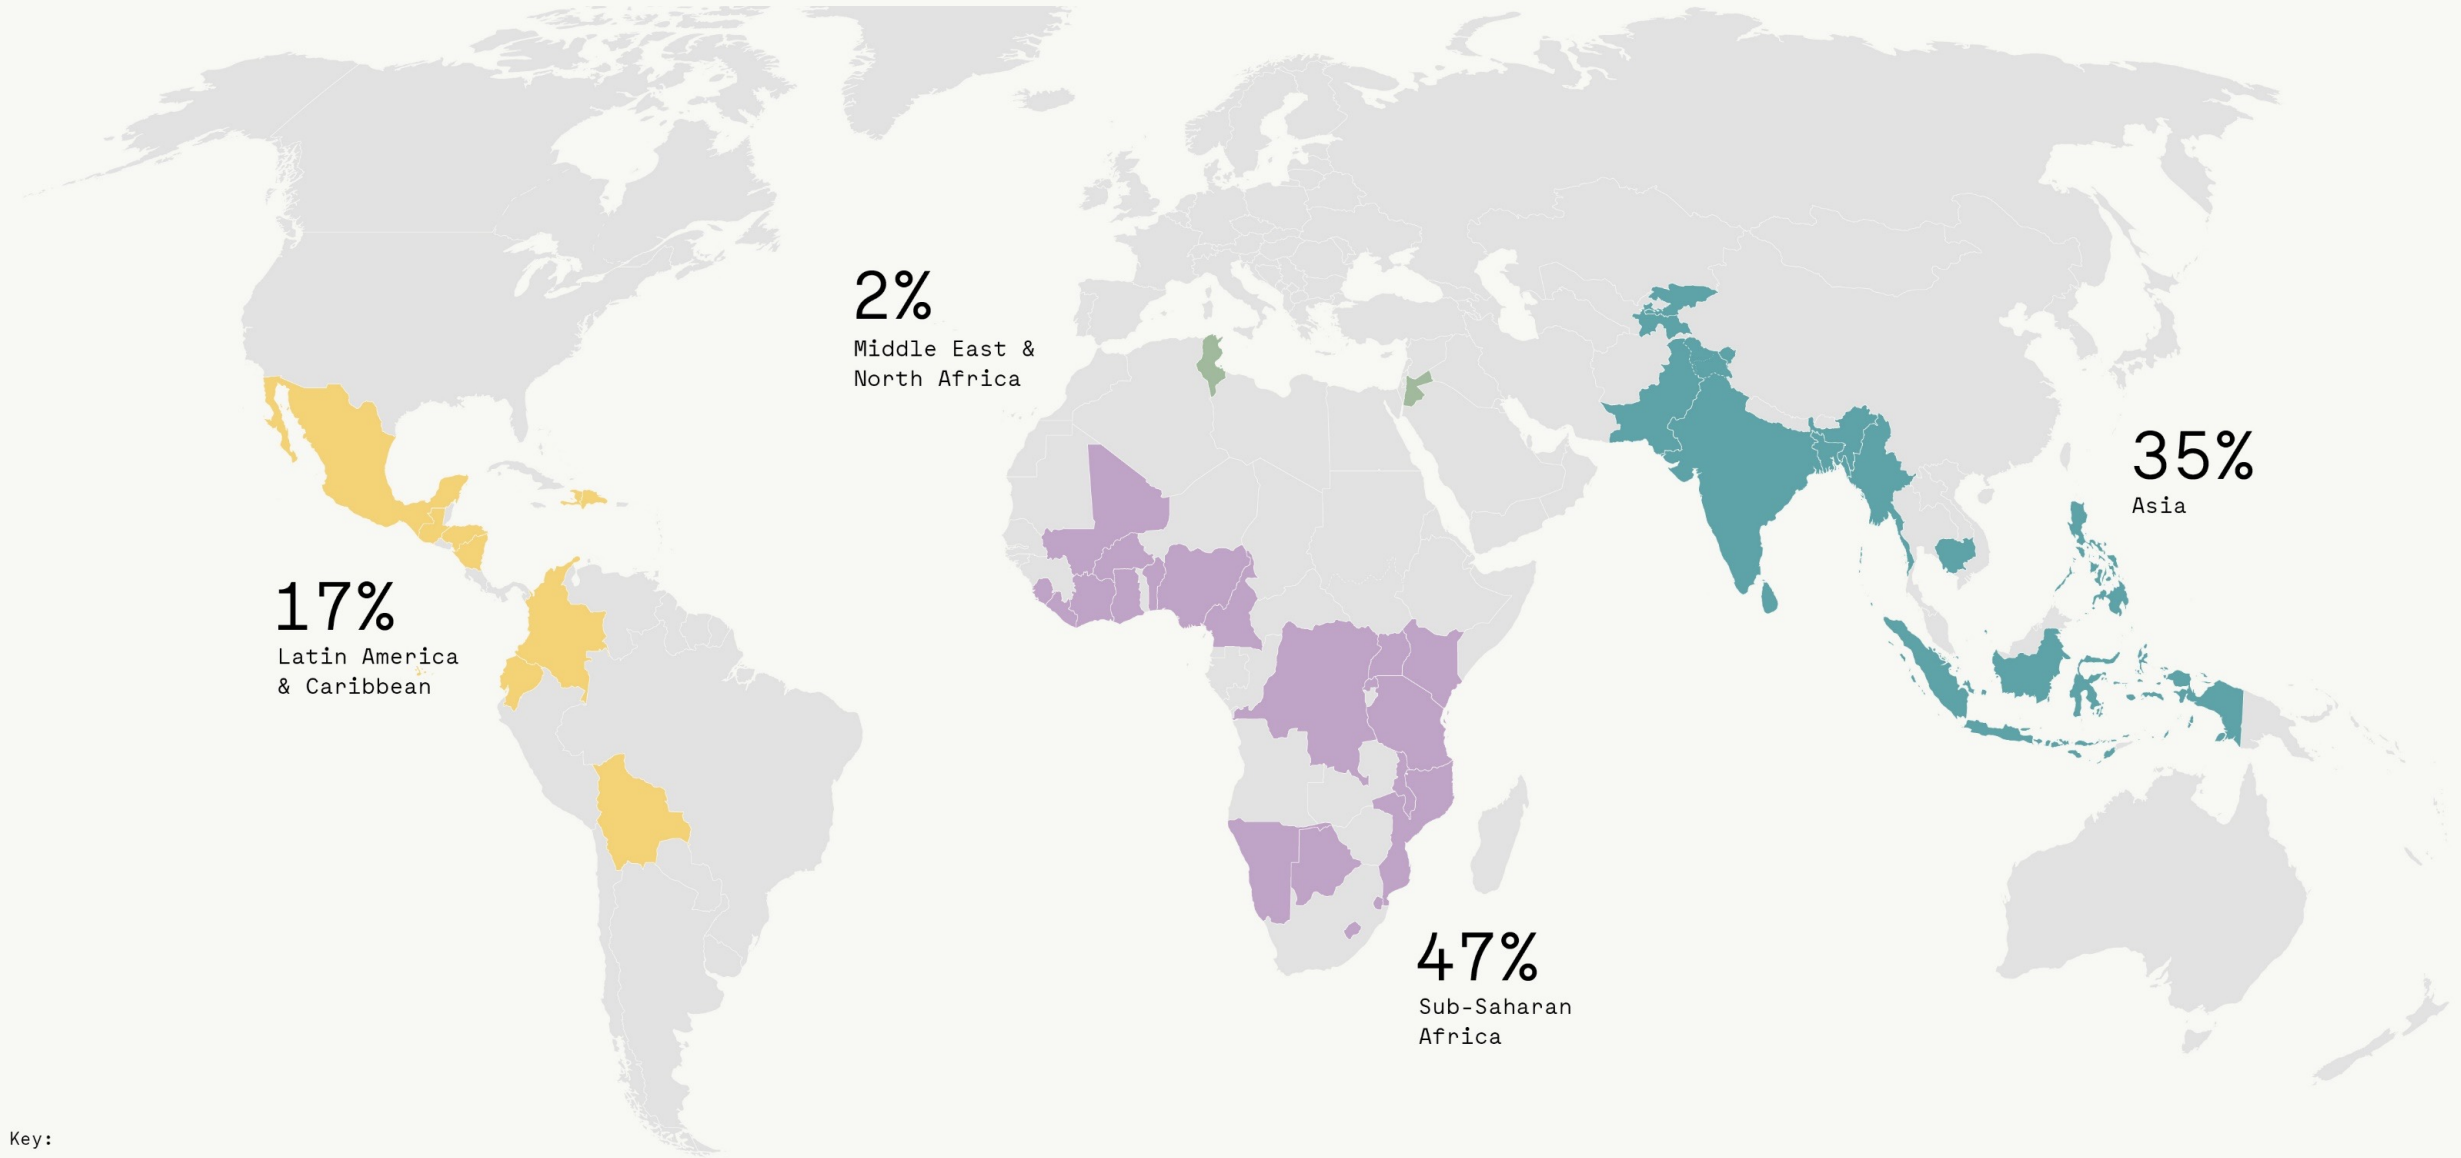 2%
Middle East &
North Africa
35%
Asia
17%
Latin America
& Caribbean
47%
Sub-Saharan
Africa
Key: